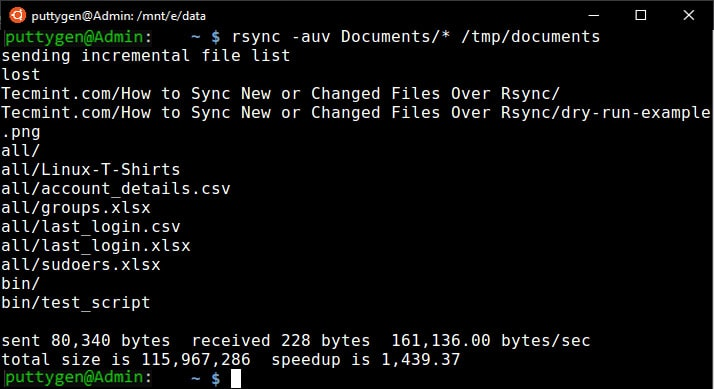 puttygen@Admin: /mnt/e/data
puttygen@Admin: ~ $ rsync -auv Documents/* /tmp/documents
sending incremental file list
lost
Tecmint.com/How to Sync New or Changed Files Over Rsync/
Tecmint.com/How to Sync New or Changed Files Over Rsync/dry-run-example
.png
all/
all/Linux-T-Shirts
all/account_details.csv
all/groups.xlsx
all/last_login.csv
all/last_login.xlsx
all/sudoers.xlsx
bin/
bin/test_script
sent 80,340 bytes  received 228 bytes  161,136.00 bytes/sec
total size is 115,967,286  speedup is 1,439.37
puttygen@Admin: ~ $